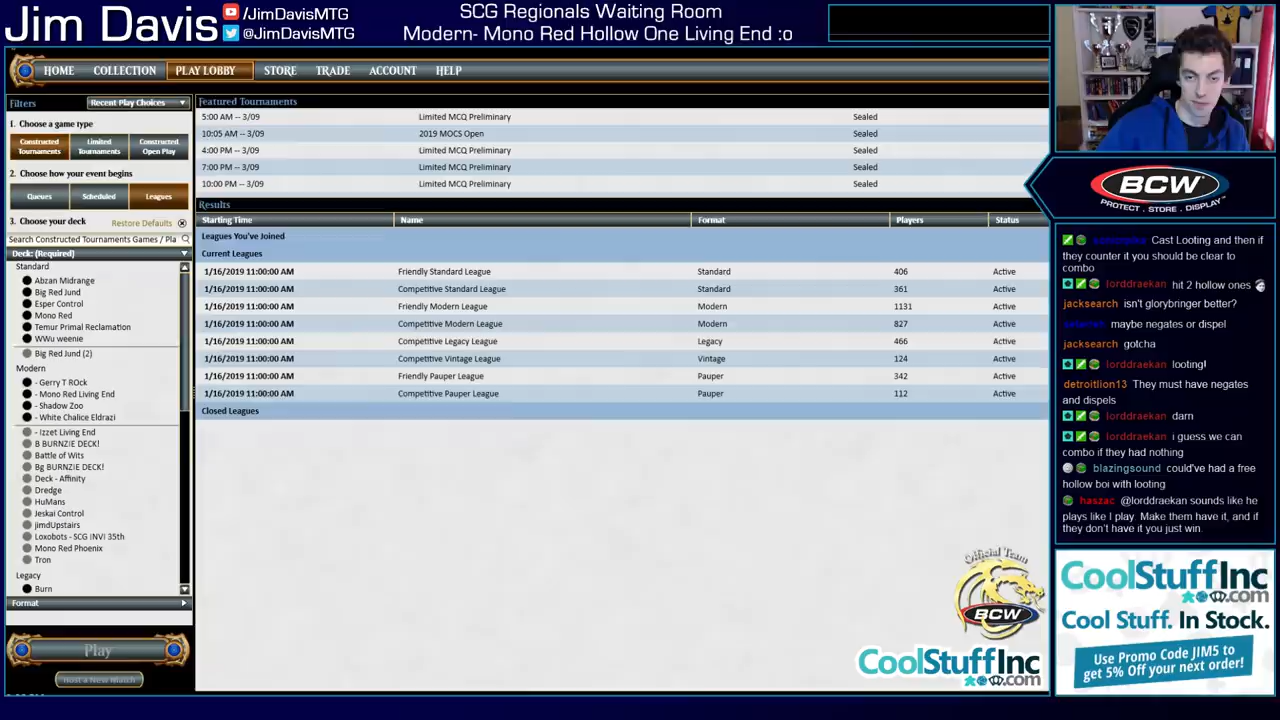 Jim Davis
/JimDavisMTG
@JimDavisMTG
SCG Regionals Waiting Room
Modern- Mono Red Hollow One Living End :o
HOME COLLECTION PLAY LOBBY STORE TRADE ACCOUNT HELP
Filters
Recent Play Choices
1. Choose a game type
Constructed Tournaments
Limited Tournaments
Constructed Open Play
2. Choose how your event begins
Queues Scheduled Leagues
3. Choose your deck Restore Defaults
Search Constructed Tournaments Games / Pla
Deck: (Required)
Standard
Abzan Midrange
Big Red Jund
Esper Control
Mono Red
Temur Primal Reclamation
WWu weenie
Big Red Jund (2)
Modern
- Gerry T ROck
- Mono Red Living End
- Shadow Zoo
- White Chalice Eldrazi
- Izzet Living End
B BURNZIE DECK!
Battle of Wits
Bg BURNZIE DECK!
Deck - Affinity
Dredge
HuMans
Jeskai Control
jimdUpstairs
Loxobots - SCG INVI 35th
Mono Red Phoenix
Tron
Legacy
Burn
Format
Play
Host a New Match
Featured Tournaments
5:00 AM -- 3/09 Limited MCQ Preliminary Sealed
10:05 AM -- 3/09 2019 MOCS Open Sealed
4:00 PM -- 3/09 Limited MCQ Preliminary Sealed
7:00 PM -- 3/09 Limited MCQ Preliminary Sealed
10:00 PM -- 3/09 Limited MCQ Preliminary Sealed
Results
Starting Time Name Format Players Status
Leagues You've Joined
Current Leagues
1/16/2019 11:00:00 AM Friendly Standard League Standard 406 Active
1/16/2019 11:00:00 AM Competitive Standard League Standard 361 Active
1/16/2019 11:00:00 AM Friendly Modern League Modern 1131 Active
1/16/2019 11:00:00 AM Competitive Modern League Modern 827 Active
1/16/2019 11:00:00 AM Competitive Legacy League Legacy 466 Active
1/16/2019 11:00:00 AM Competitive Vintage League Vintage 124 Active
1/16/2019 11:00:00 AM Friendly Pauper League Pauper 342 Active
1/16/2019 11:00:00 AM Competitive Pauper League Pauper 112 Active
Closed Leagues
Official Team
BCW
CoolStuffInc
.com
BCW
PROTECT . STORE . DISPLAY
Cast Looting and then if
they counter it you should be clear to
combo
lorddraekan hit 2 hollow ones
jacksearch isn't glorybringer better?
maybe negates or dispel
jacksearch gotcha
lorddraekan looting!
detroitlion13 They must have negates
and dispels
lorddraekan darn
lorddraekan i guess we can
combo if they had nothing
blazingsound could've had a free
hollow boi with looting
haszac @lorddraekan sounds like he
plays like I play. Make them have it, and if
they don't have it you just win.
CoolStuffInc
.com
Cool Stuff. In Stock.
Use Promo Code JIM5 to
get 5% Off your next order!